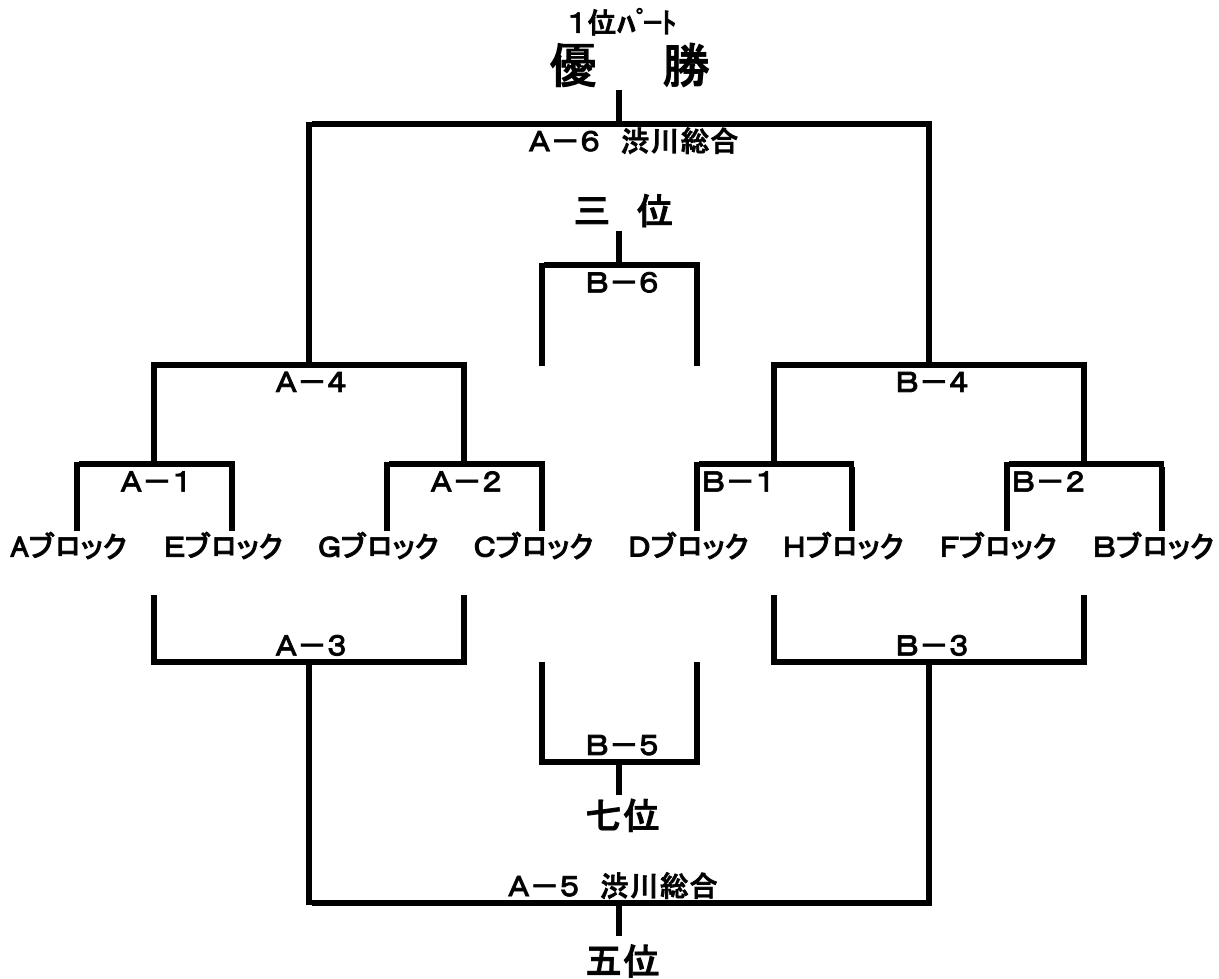 1位パート
優　勝
A－6　渋川総合
三　位
B－6
A－4
B－4
A－1
A－2
B－1
B－2
Aブロック
Eブロック
Gブロック
Cブロック
Dブロック
Hブロック
Fブロック
Bブロック
A－3
B－3
B－5
七位
A－5　渋川総合
五位